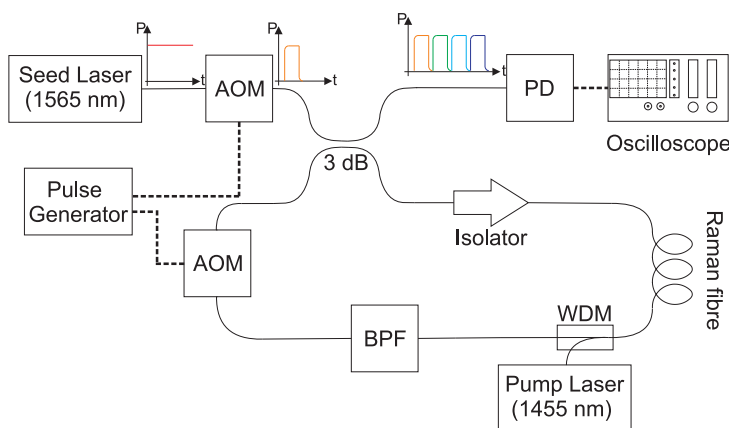 P
t
P
t
P
t
Seed Laser
(1565 nm)
AOM
PD
Oscilloscope
3 dB
Pulse
Generator
AOM
Isolator
Raman fibre
WDM
BPF
Pump Laser
(1455 nm)